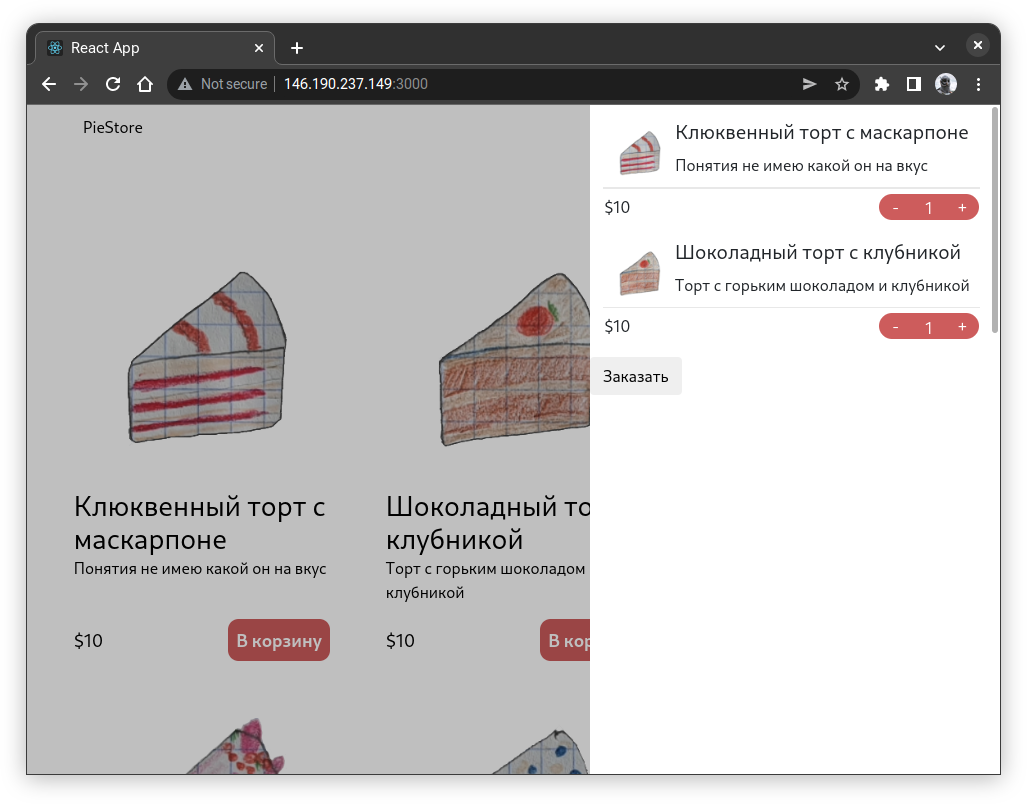 React App
Not secure 146.190.237.149:3000
PieStore
Клюквенный торт с
маскарпоне
Понятия не имею какой он на вкус
$10 В корзину
Шоколадный то
клубникой
Торт с горьким шоколадом
клубникой
$10 В кор
Клюквенный торт с маскарпоне
Понятия не имею какой он на вкус
$10 - 1 +
Шоколадный торт с клубникой
Торт с горьким шоколадом и клубникой
$10 - 1 +
Заказать